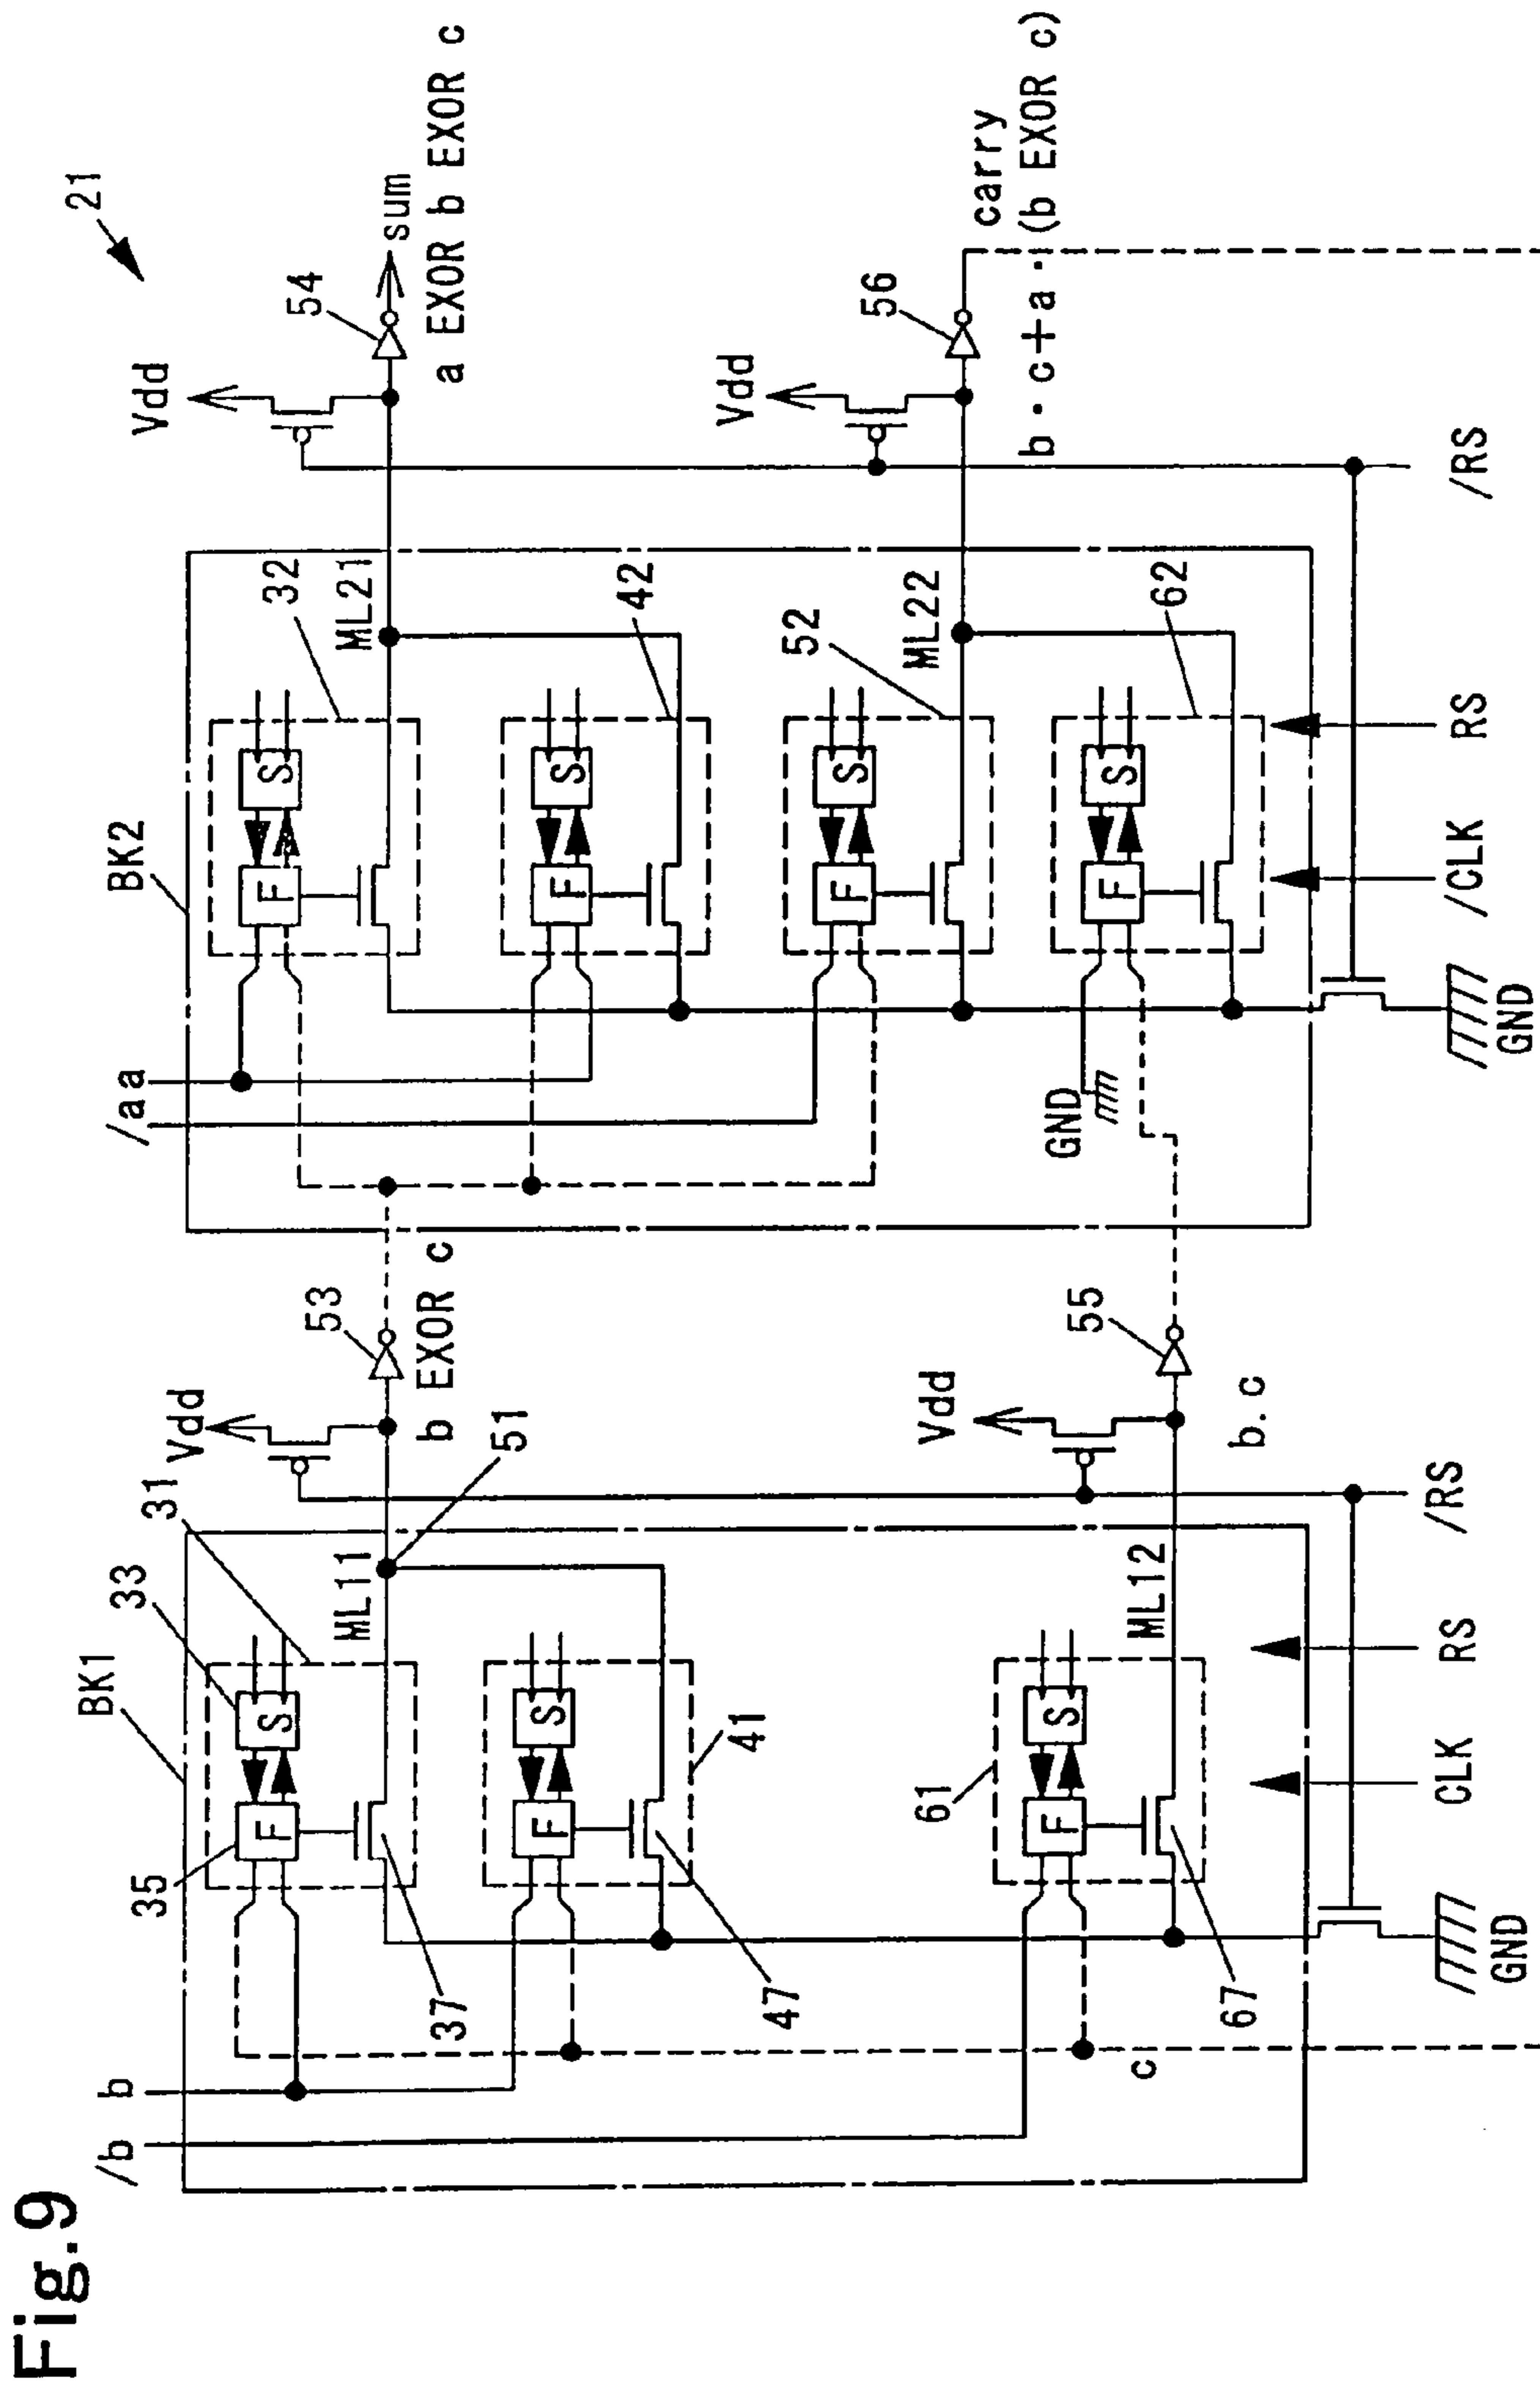 Fig.9
21
/b
b
BK1
33
31
Vdd
53
/a
a
BK2
Vdd
54
sum
a EXOR b EXOR c
35
F
S
ML11
51
b EXOR c
F
S
32
ML21
37
F
S
41
47
F
S
42
Vdd
56
carry
b・c+a・(b EXOR c)
F
S
52
ML22
61
F
S
67
ML12
Vdd
55
b.c
GND
F
S
62
c
GND
CLK
RS
/RS
GND
/CLK
RS
/RS